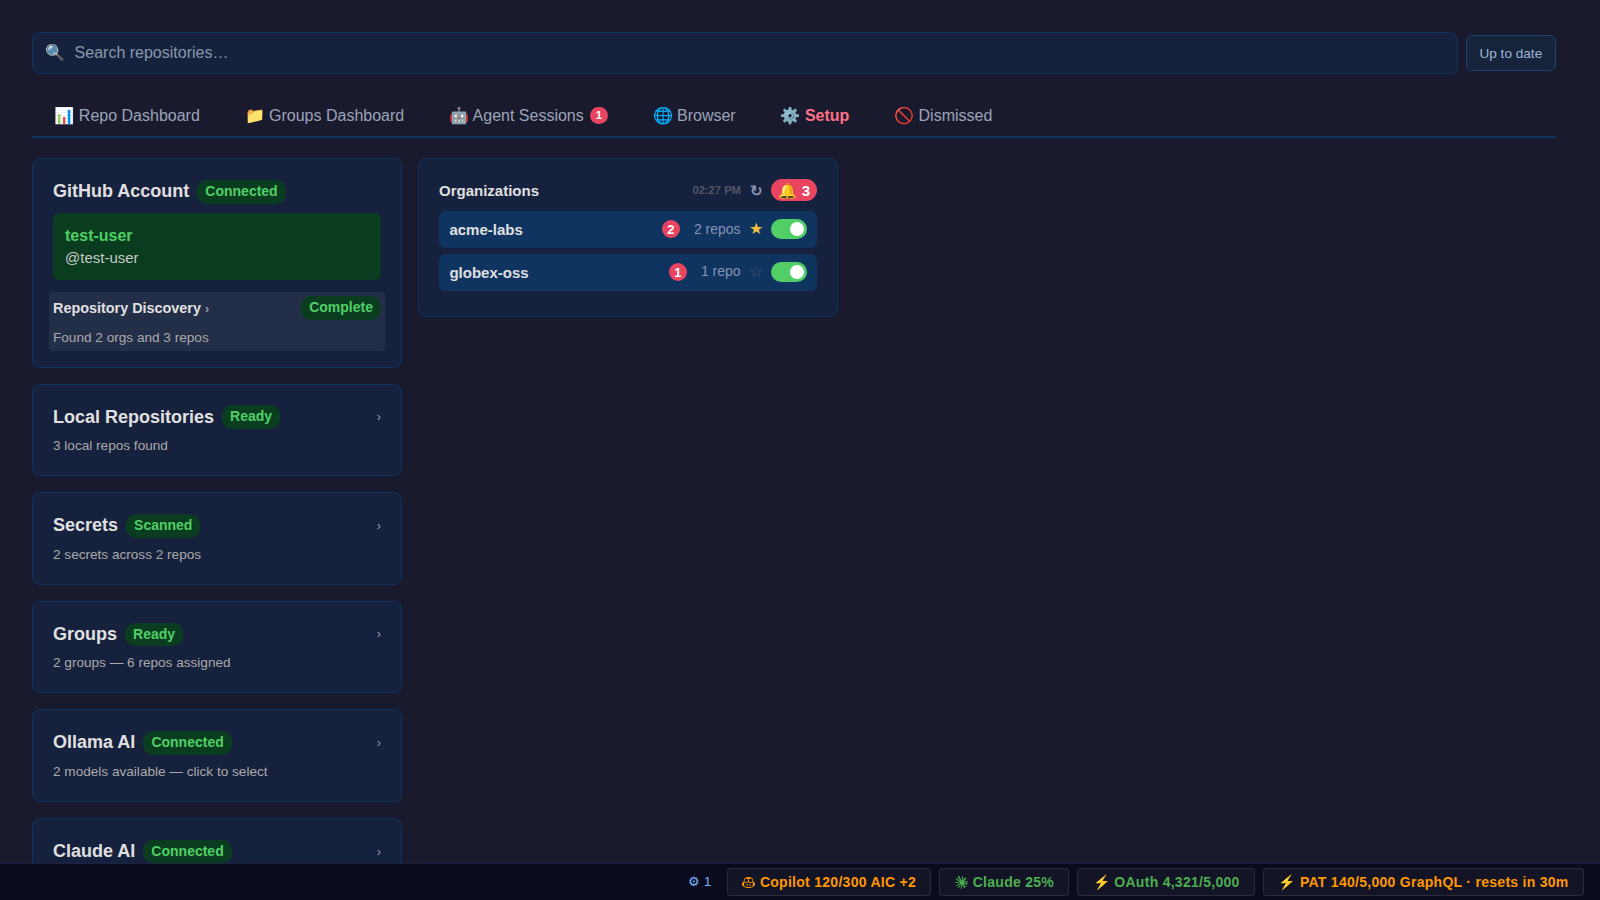 🔍 Search repositories…
Up to date
📊 Repo Dashboard
📁 Groups Dashboard
🤖 Agent Sessions 1
🌐 Browser
⚙️ Setup
🚫 Dismissed
GitHub Account Connected
test-user
@test-user
Repository Discovery › Complete
Found 2 orgs and 3 repos
Organizations 02:27 PM ↻ 🔔 3
acme-labs 2 2 repos ★
globex-oss 1 1 repo ☆
Local Repositories Ready ›
3 local repos found
Secrets Scanned ›
2 secrets across 2 repos
Groups Ready ›
2 groups — 6 repos assigned
Ollama AI Connected ›
2 models available — click to select
Claude AI Connected ›
⚙ 1
Copilot 120/300 AIC +2
Claude 25%
⚡ OAuth 4,321/5,000
⚡ PAT 140/5,000 GraphQL · resets in 30m